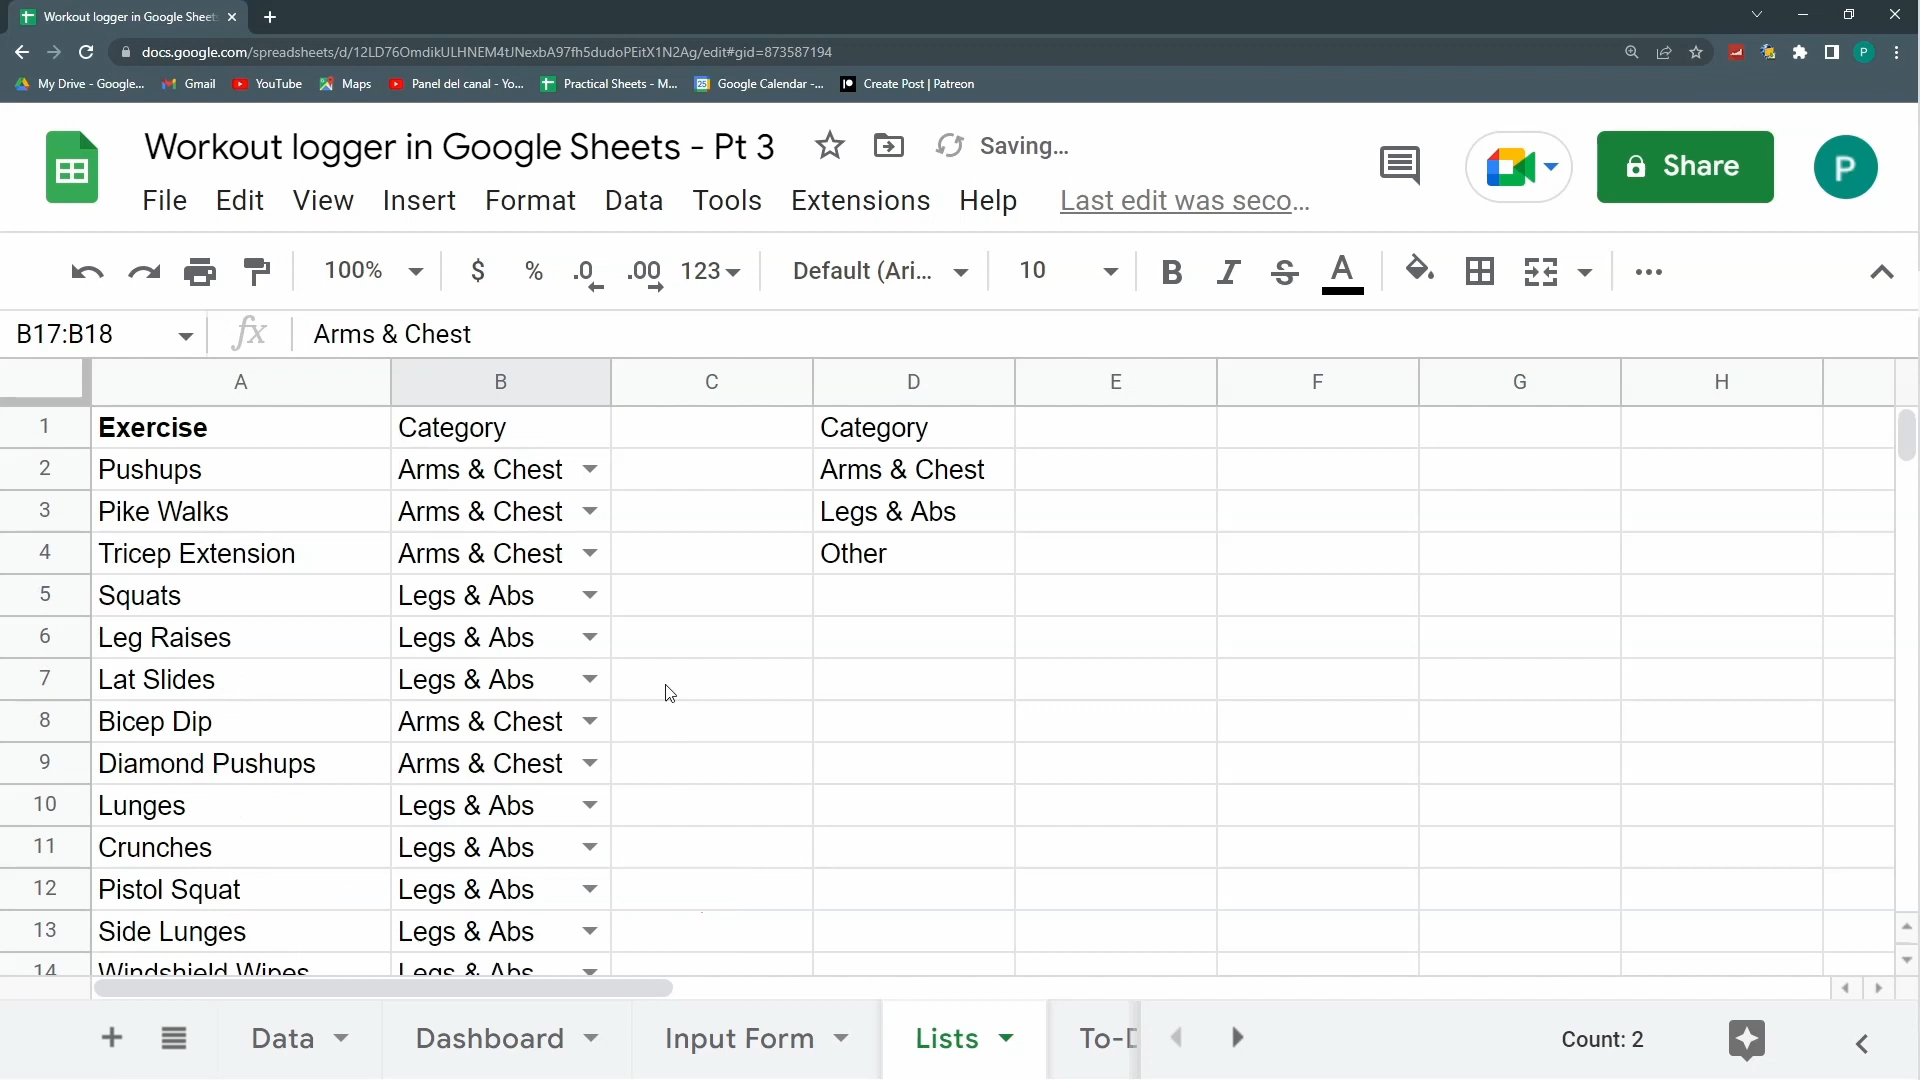 Workout logger in Google Sheets
docs.google.com/spreadsheets/d/12LD76OmdikULHNEM4tJNexbA97fh5dudoPEitX1N2Ag/edit#gid=873587194
My Drive - Google... Gmail YouTube Maps Panel del canal - Yo... Practical Sheets - M... Google Calendar -... Create Post | Patreon
Workout logger in Google Sheets - Pt 3 Saving...
Share P
File Edit View Insert Format Data Tools Extensions Help Last edit was seco...
100% $ % .0 .00 123 Default (Ari... 10 B I S A
B17:B18 fx Arms & Chest
A B C D E F G H
1 Exercise Category Category
2 Pushups Arms & Chest Arms & Chest
3 Pike Walks Arms & Chest Legs & Abs
4 Tricep Extension Arms & Chest Other
5 Squats Legs & Abs
6 Leg Raises Legs & Abs
7 Lat Slides Legs & Abs
8 Bicep Dip Arms & Chest
9 Diamond Pushups Arms & Chest
10 Lunges Legs & Abs
11 Crunches Legs & Abs
12 Pistol Squat Legs & Abs
13 Side Lunges Legs & Abs
14 Windshield Wipes Legs & Abs
Data Dashboard Input Form Lists To-D Count: 2